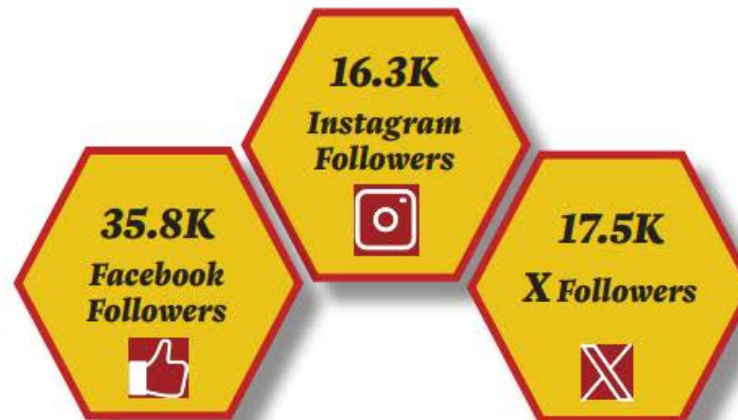 16.3K
Instagram
Followers
35.8K
Facebook
Followers
17.5K
X Followers